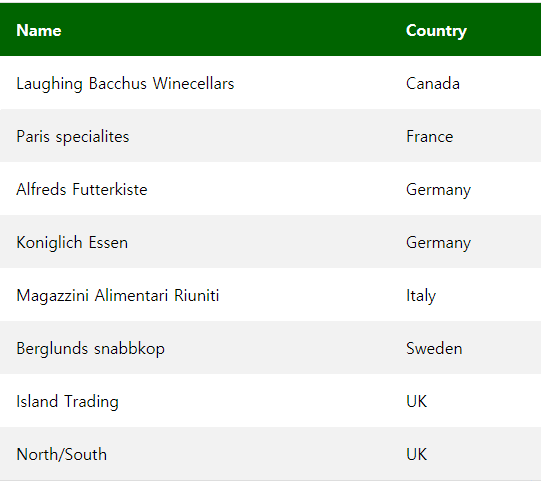 Name Country
Laughing Bacchus Winecellars Canada
Paris specialites France
Alfreds Futterkiste Germany
Koniglich Essen Germany
Magazzini Alimentari Riuniti Italy
Berglunds snabbkop Sweden
Island Trading UK
North/South UK